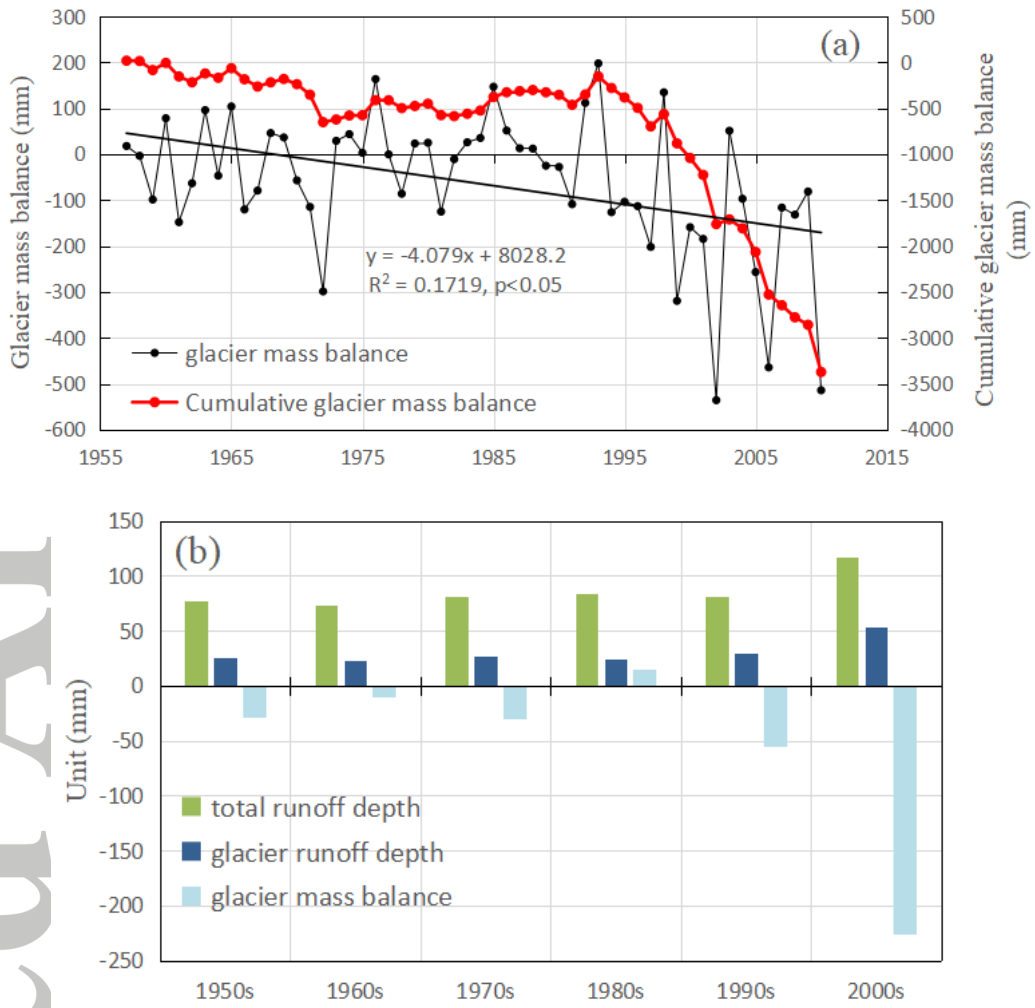 300
200
100
0
-100
-200
-300
-400
-500
-600
Glacier mass balance (mm)
(a)
500
0
-500
-1000
-1500
-2000
-2500
-3000
-3500
-4000
Cumulative glacier mass balance
(mm)
y = -4.079x + 8028.2
R² = 0.1719, p<0.05
glacier mass balance
Cumulative glacier mass balance
1955 1965 1975 1985 1995 2005 2015
(b)
150
100
50
0
-50
-100
-150
-200
-250
Unit (mm)
total runoff depth
glacier runoff depth
glacier mass balance
1950s 1960s 1970s 1980s 1990s 2000s